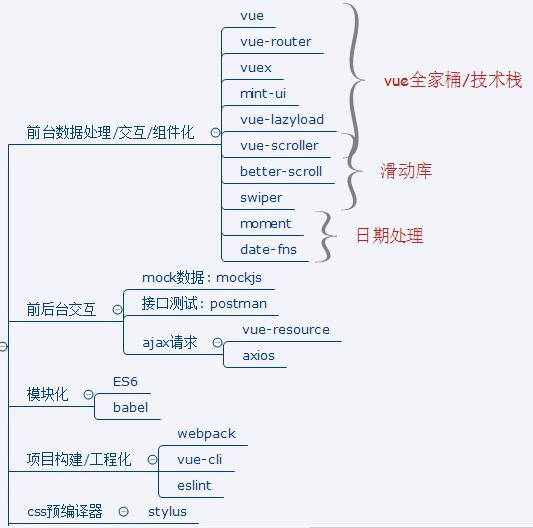 vue
vue-router
vuex
mint-ui
vue-lazyload
vue-scroller
better-scroll
swiper
moment
date-fns
vue全家桶/技术栈
滑动库
日期处理
前台数据处理/交互/组件化
mock数据：mockjs
接口测试：postman
前后台交互
ajax请求
vue-resource
axios
模块化
ES6
babel
项目构建/工程化
webpack
vue-cli
eslint
css预编译器
stylus